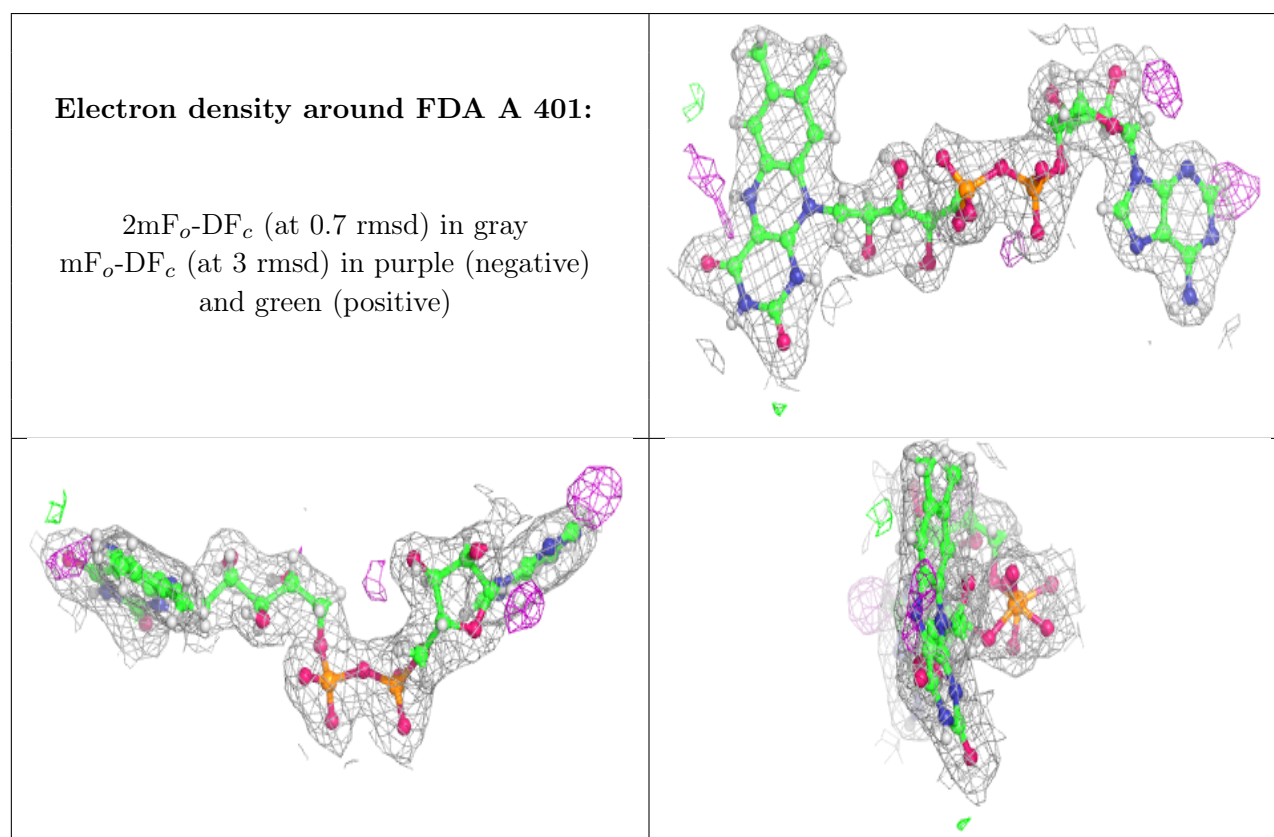 Electron density around FDA A 401:
2mFo-DFc (at 0.7 rmsd) in gray
mFo-DFc (at 3 rmsd) in purple (negative)
and green (positive)